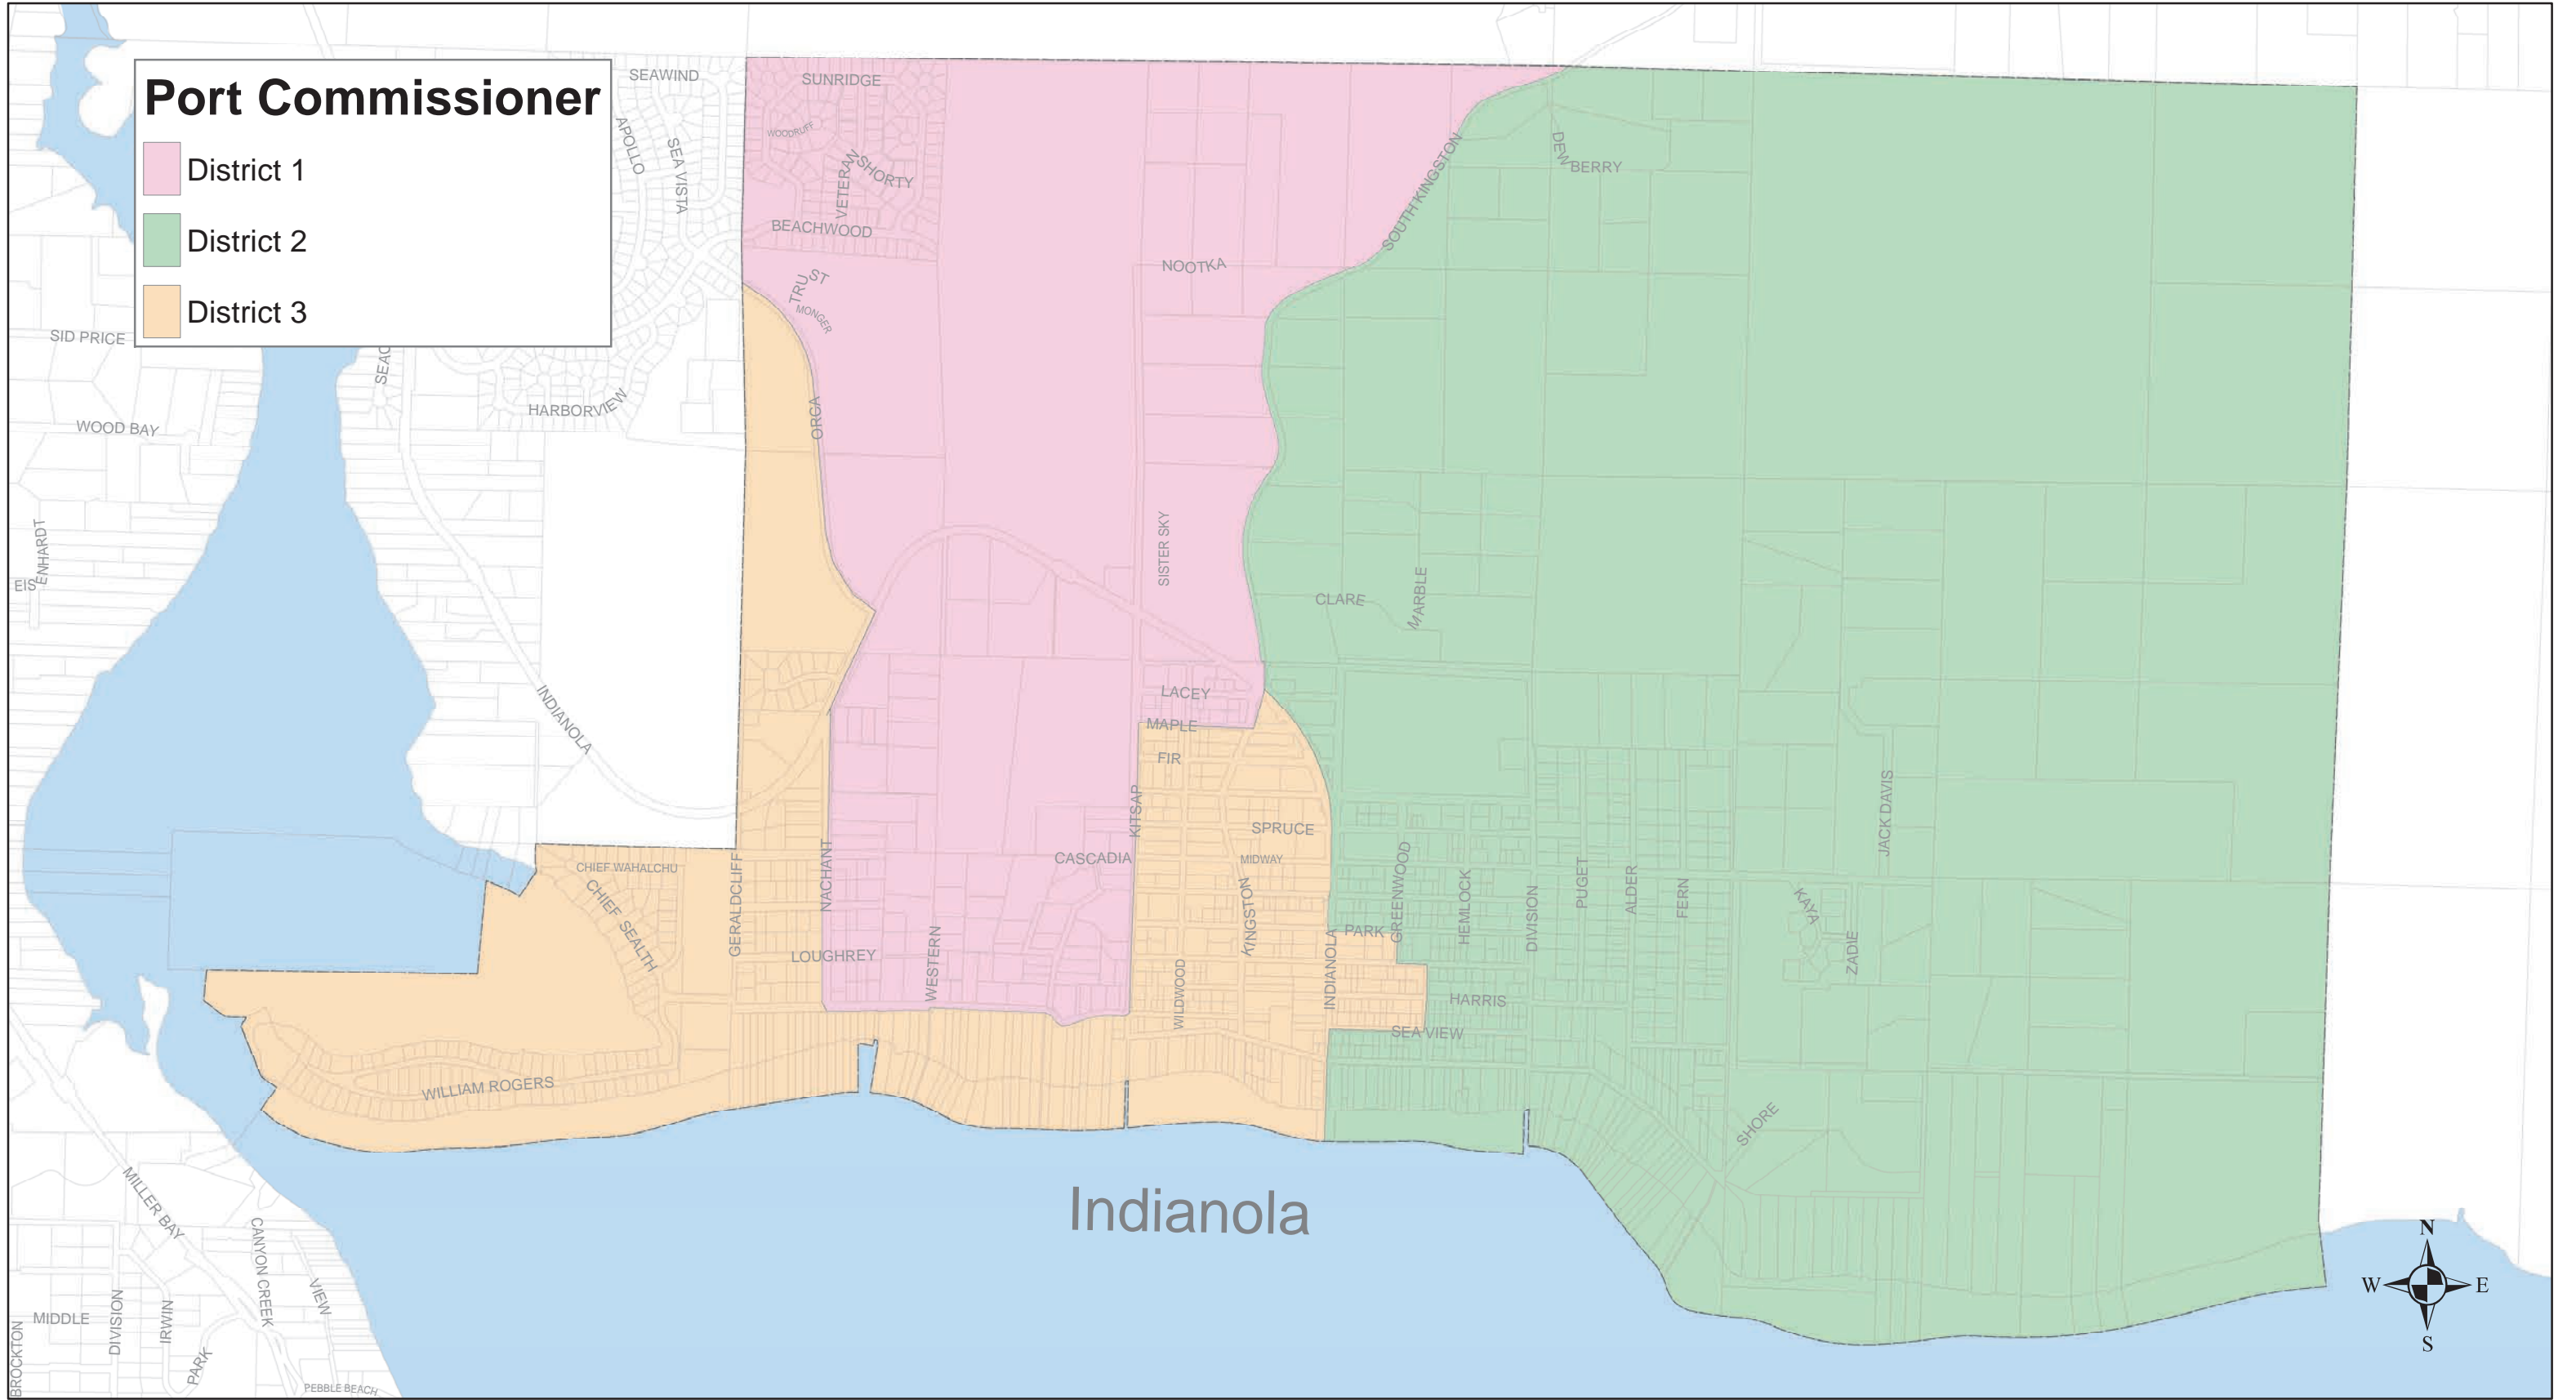 Port Commissioner
District 1
District 2
District 3
SEAWIND
SUNRIDGE
APOLLO
SEA VISTA
WOODRUFF
VETERAN
SHORTY
BEACHWOOD
TRUST
MONGER
NOOTKA
SOUTH KINGSTON
DEWBERRY
SID PRICE
SEAC
HARBORVIEW
WOOD BAY
ORCA
EISENHARDT
SISTER SKY
CLARE
MARBLE
INDIANOLA
LACEY
MAPLE
FIR
KITSAP
SPRUCE
MIDWAY
CASCADIA
JACK DAVIS
CHIEF WAHALCHU
CHIEF SEALTH
GERALDCLIFF
NACHANT
LOUGHREY
WESTERN
WILDWOOD
KINGSTON
INDIANOLA
PARK
GREENWOOD
HEMLOCK
DIVISION
PUGET
ALDER
FERN
KAYA
ZADIE
HARRIS
SEA VIEW
WILLIAM ROGERS
SHORE
MILLER BAY
CANYON CREEK
VIEW
Indianola
MIDDLE
DIVISION
IRWIN
PARK
BROCKTON
PEBBLE BEACH
N
W
E
S